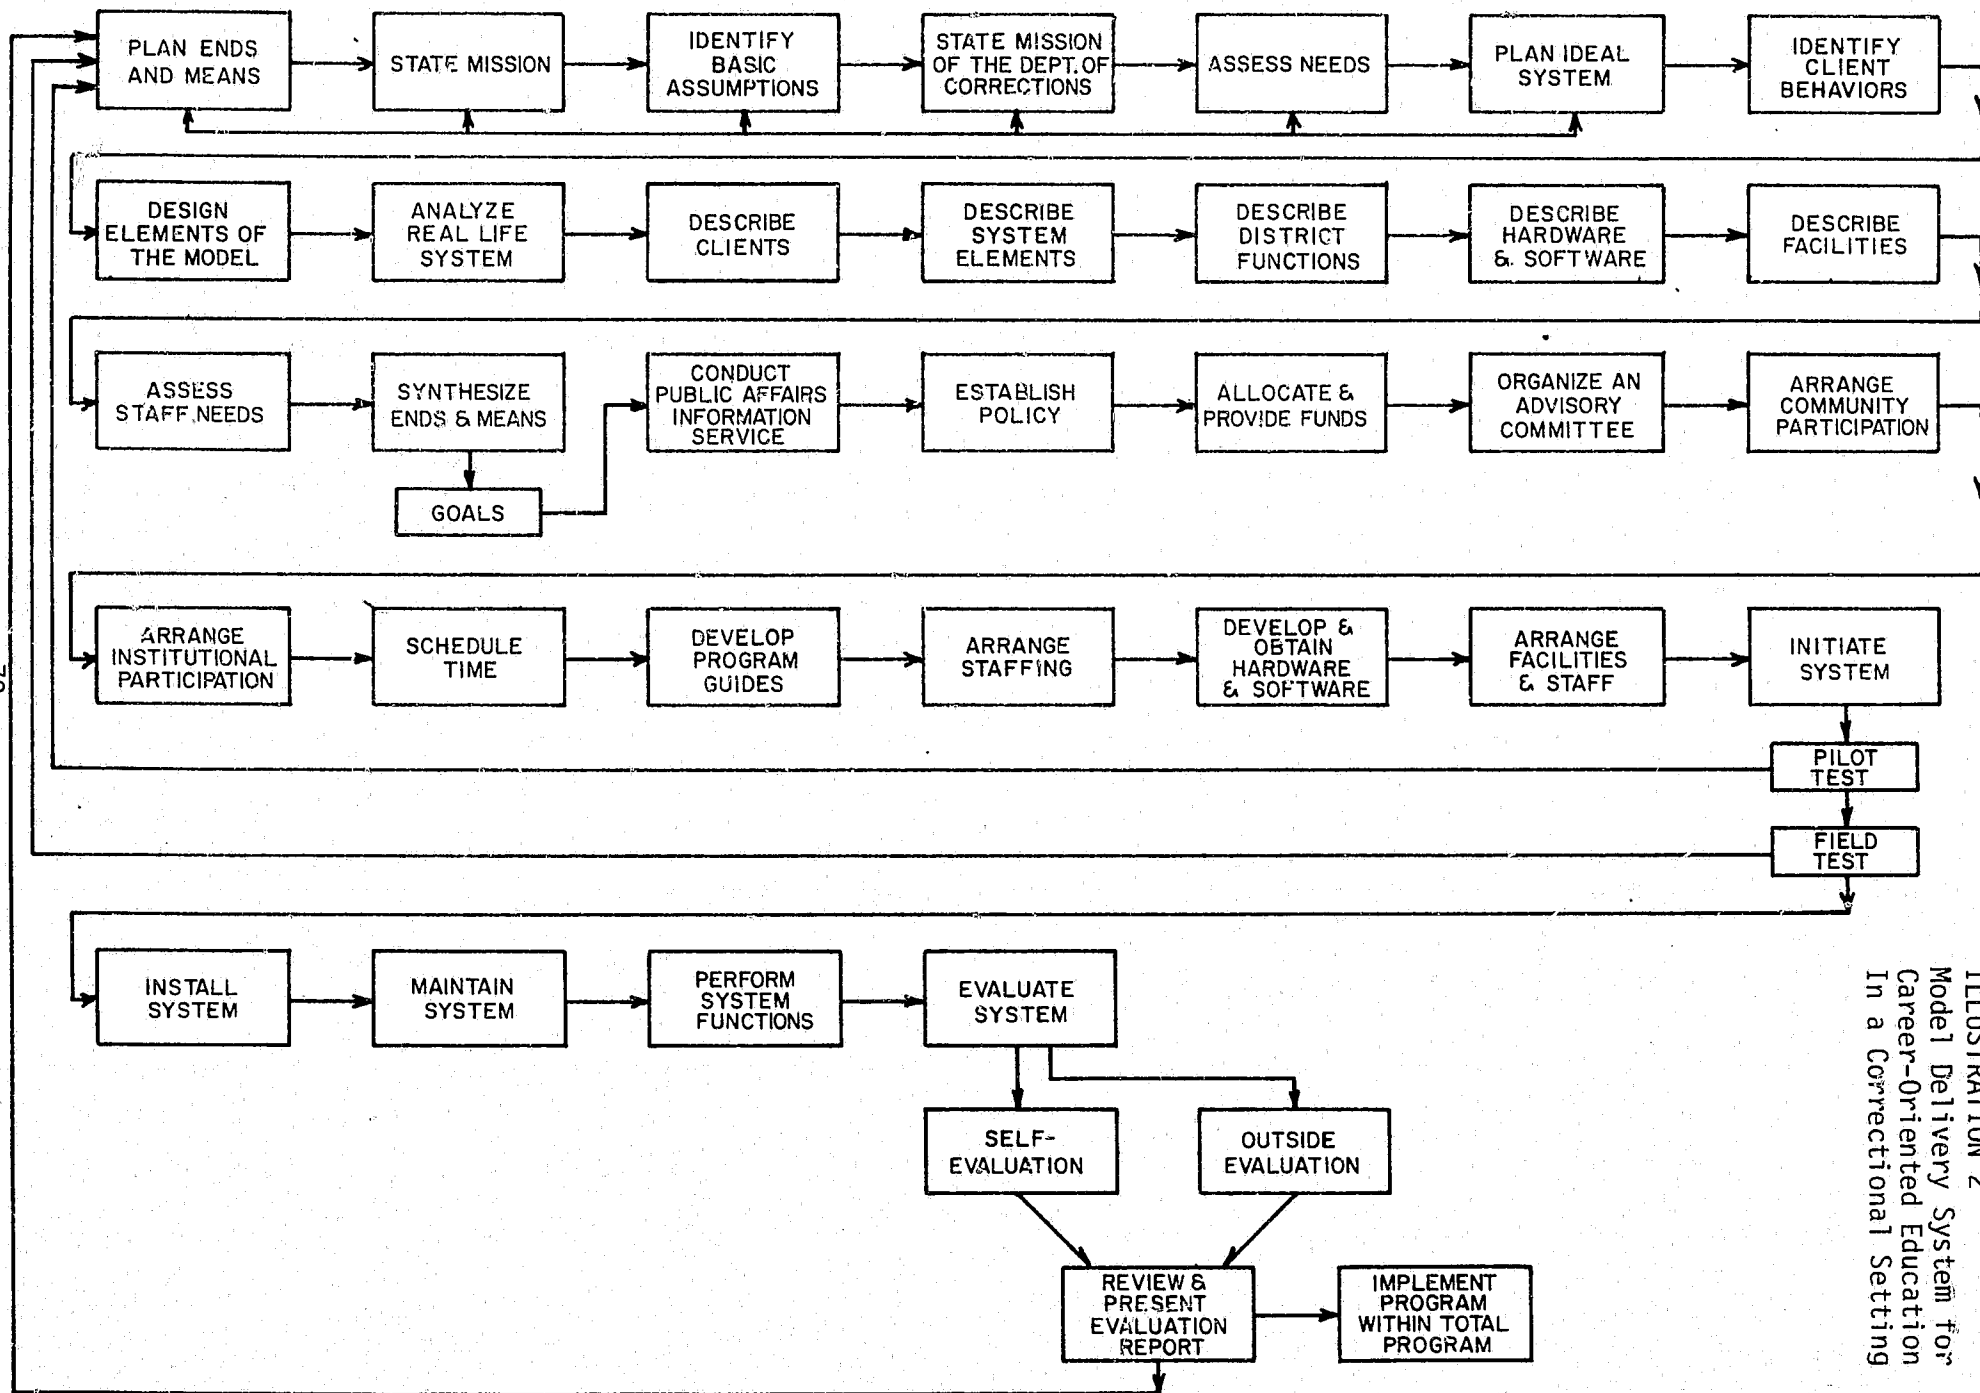 PLAN ENDS
AND MEANS
STATE MISSION
IDENTIFY
BASIC
ASSUMPTIONS
STATE MISSION
OF THE DEPT. OF
CORRECTIONS
ASSESS NEEDS
PLAN IDEAL
SYSTEM
IDENTIFY
CLIENT
BEHAVIORS
DESIGN
ELEMENTS OF
THE MODEL
ANALYZE
REAL LIFE
SYSTEM
DESCRIBE
CLIENTS
DESCRIBE
SYSTEM
ELEMENTS
DESCRIBE
DISTRICT
FUNCTIONS
DESCRIBE
HARDWARE
& SOFTWARE
DESCRIBE
FACILITIES
ASSESS
STAFF NEEDS
SYNTHESIZE
ENDS & MEANS
GOALS
CONDUCT
PUBLIC AFFAIRS
INFORMATION
SERVICE
ESTABLISH
POLICY
ALLOCATE &
PROVIDE FUNDS
ORGANIZE AN
ADVISORY
COMMITTEE
ARRANGE
COMMUNITY
PARTICIPATION
ARRANGE
INSTITUTIONAL
PARTICIPATION
SCHEDULE
TIME
DEVELOP
PROGRAM
GUIDES
ARRANGE
STAFFING
DEVELOP &
OBTAIN
HARDWARE
& SOFTWARE
ARRANGE
FACILITIES
& STAFF
INITIATE
SYSTEM
PILOT
TEST
FIELD
TEST
INSTALL
SYSTEM
MAINTAIN
SYSTEM
PERFORM
SYSTEM
FUNCTIONS
EVALUATE
SYSTEM
SELF-
EVALUATION
OUTSIDE
EVALUATION
REVIEW &
PRESENT
EVALUATION
REPORT
IMPLEMENT
PROGRAM
WITHIN TOTAL
PROGRAM
ILLUSTRATION 2
Model Delivery System for
Career-Oriented Education
In a Correctional Setting